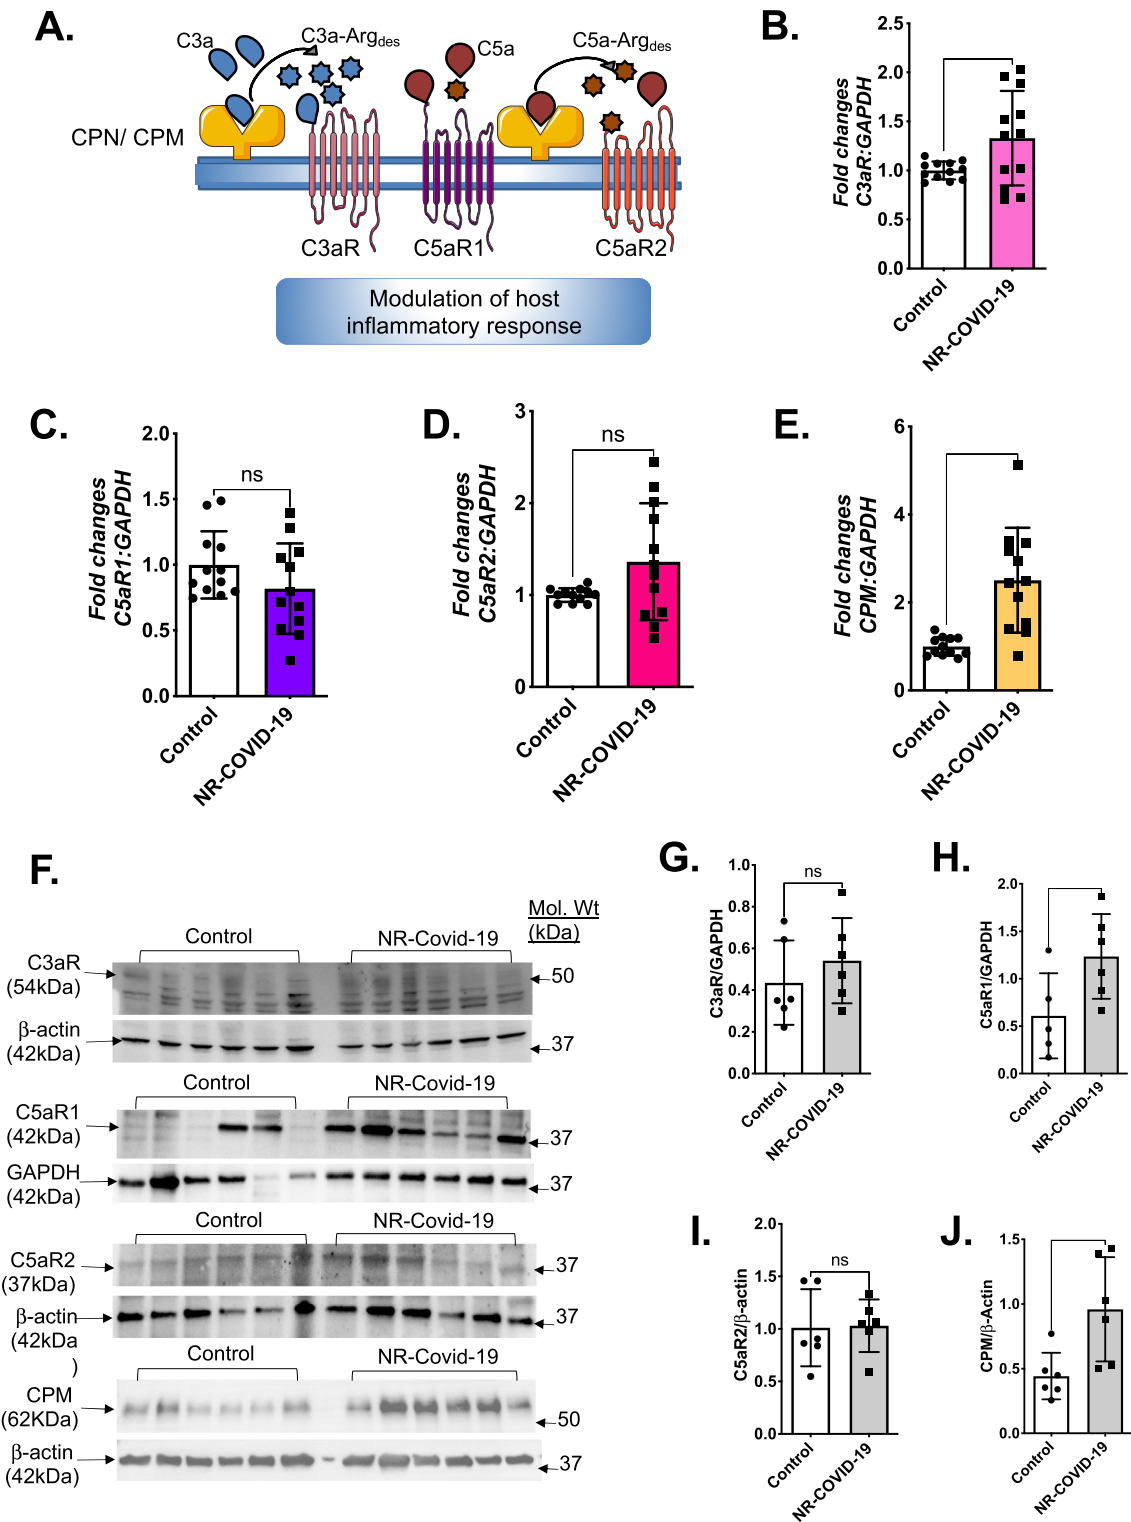 A.
C3a
C3a-Argdes
C5a
C5a-Argdes
CPN/ CPM
C3aR
C5aR1
C5aR2
Modulation of host
inflammatory response
B.
Fold changes
C3aR:GAPDH
2.5
2.0
1.5
1.0
0.5
0.0
Control
NR-COVID-19
C.
Fold changes
C5aR1:GAPDH
2.0
1.5
1.0
0.5
0.0
ns
Control
NR-COVID-19
D.
Fold changes
C5aR2:GAPDH
3
2
1
0
ns
Control
NR-COVID-19
E.
Fold changes
CPM:GAPDH
6
4
2
0
Control
NR-COVID-19
F.
Mol. Wt
(kDa)
Control
NR-Covid-19
C3aR
(54kDa)
50
β-actin
(42kDa)
37
Control
NR-Covid-19
C5aR1
(42kDa)
37
GAPDH
(42kDa)
37
Control
NR-Covid-19
C5aR2
(37kDa)
37
β-actin
(42kDa
)
37
Control
NR-Covid-19
CPM
(62KDa)
50
β-actin
(42kDa)
37
G.
C3aR/GAPDH
1.0
0.8
0.6
0.4
0.2
0.0
ns
Control
NR-COVID-19
H.
C5aR1/GAPDH
2.0
1.5
1.0
0.5
0.0
Control
NR-COVID-19
I.
C5aR2/β-actin
2.0
1.5
1.0
0.5
0.0
ns
Control
NR-COVID-19
J.
CPM/β-Actin
1.5
1.0
0.5
0.0
Control
NR-COVID-19